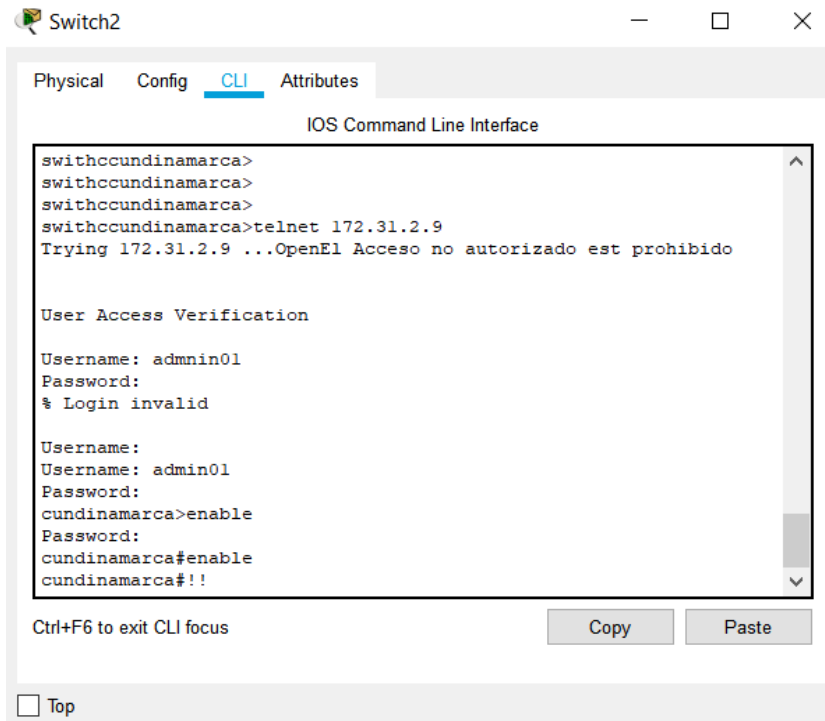 Switch2
Physical Config CLI Attributes
IOS Command Line Interface
swithccundinamarca>
swithccundinamarca>
swithccundinamarca>
swithccundinamarca>telnet 172.31.2.9
Trying 172.31.2.9 ...OpenEl Acceso no autorizado est prohibido
User Access Verification
Username: admnin01
Password:
% Login invalid
Username:
Username: admin01
Password:
cundinamarca>enable
Password:
cundinamarca#enable
cundinamarca#!!
Ctrl+F6 to exit CLI focus
Copy
Paste
Top